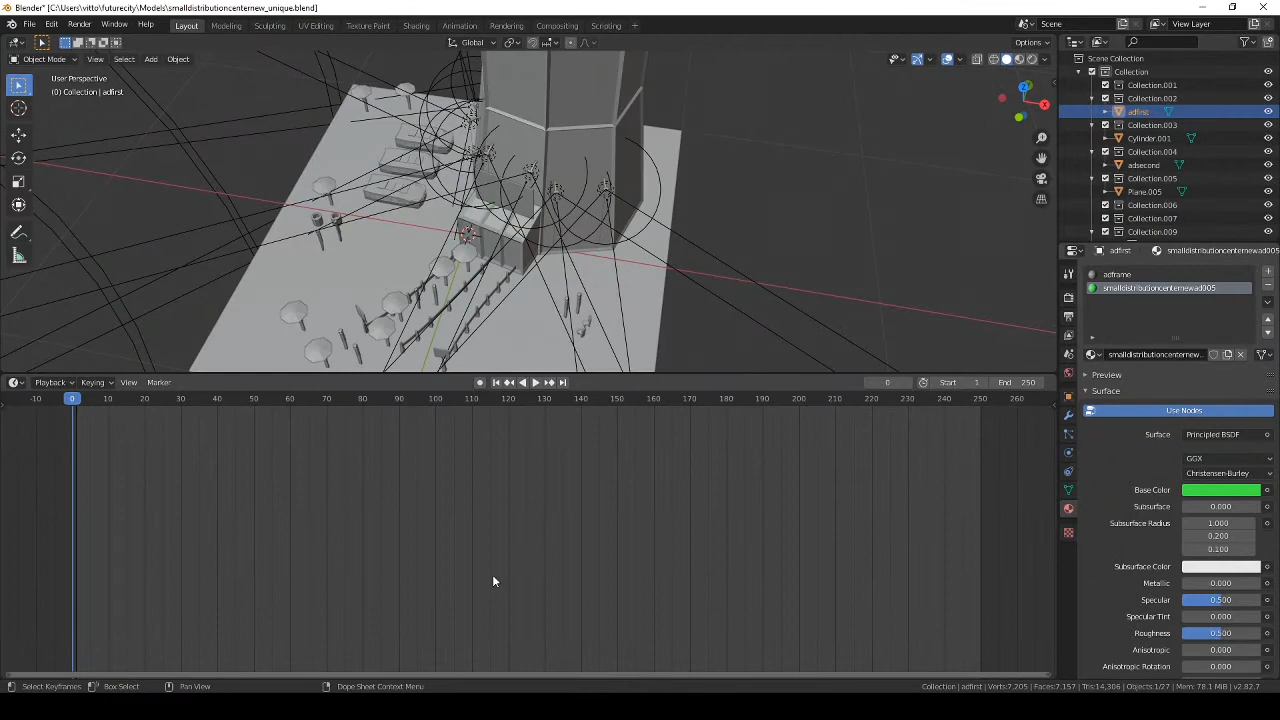 Blender* [C:\Users\vitto\futurecity\Models\smalldistributioncenternew_unique.blend]
File Edit Render Window Help Layout Modeling Sculpting UV Editing Texture Paint Shading Animation Rendering Compositing Scripting + Scene View Layer
Global Options
Object Mode View Select Add Object
User Perspective
(0) Collection | adfirst
Z
X
Y
Scene Collection
Collection
Collection.001
Collection.002
adfirst
Collection.003
Cylinder.001
Collection.004
adsecond
Collection.005
Plane.005
Collection.006
Collection.007
Collection.009
adfirst smalldistributioncenternewad005
adframe
smalldistributioncenternewad005
smalldistributioncenternew...
Preview
Surface
Use Nodes
Surface Principled BSDF
GGX
Christensen-Burley
Base Color
Subsurface 0.000
Subsurface Radius 1.000
0.200
0.100
Subsurface Color
Metallic 0.000
Specular 0.500
Specular Tint 0.000
Roughness 0.500
Anisotropic 0.000
Anisotropic Rotation 0.000
Playback Keying View Marker 0 Start 1 End 250
-10 0 10 20 30 40 50 60 70 80 90 100 110 120 130 140 150 160 170 180 190 200 210 220 230 240 250 260
Select Keyframes Box Select Pan View Dope Sheet Context Menu Collection | adfirst | Verts:7,205 | Faces:7,157 | Tris:14,306 | Objects:1/27 | Mem: 78.1 MiB | v2.82.7